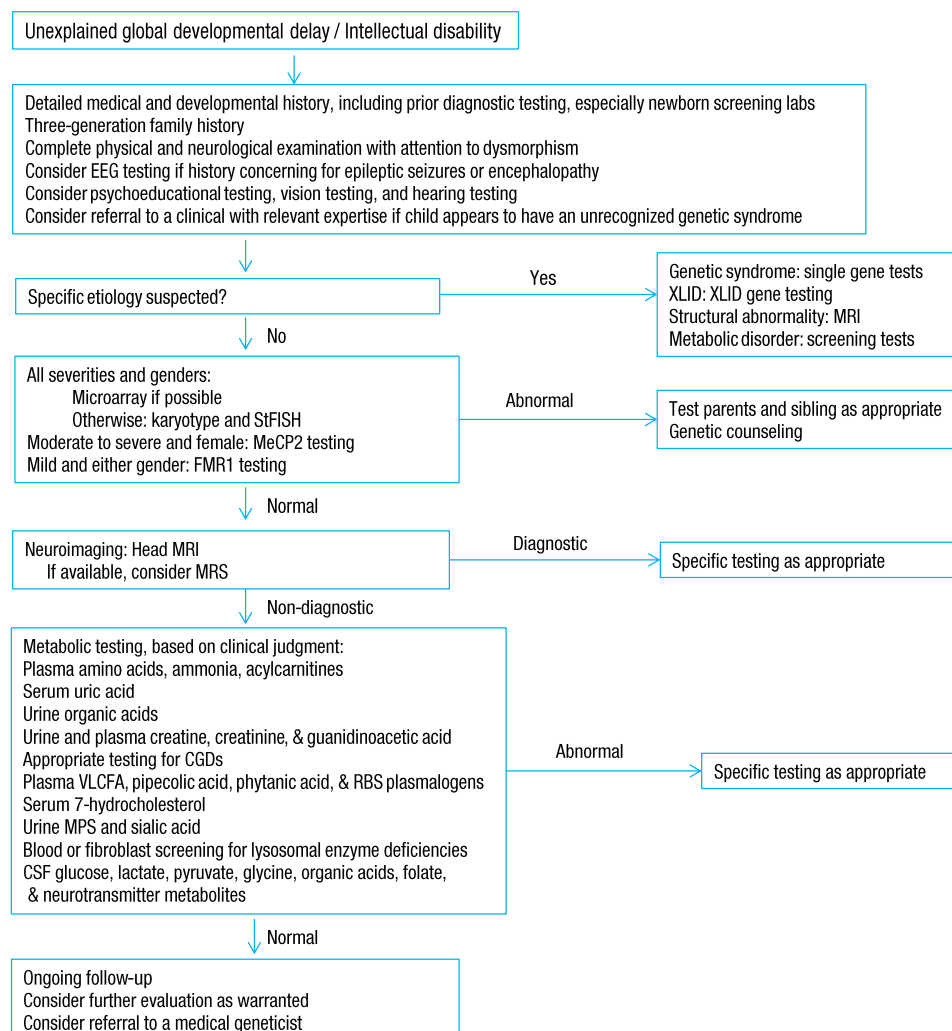 Unexplained global developmental delay / Intellectual disability
Detailed medical and developmental history, including prior diagnostic testing, especially newborn screening labs
Three-generation family history
Complete physical and neurological examination with attention to dysmorphism
Consider EEG testing if history concerning for epileptic seizures or encephalopathy
Consider psychoeducational testing, vision testing, and hearing testing
Consider referral to a clinical with relevant expertise if child appears to have an unrecognized genetic syndrome
Specific etiology suspected?
Yes
Genetic syndrome: single gene tests
XLID: XLID gene testing
Structural abnormality: MRI
Metabolic disorder: screening tests
No
All severities and genders:
Microarray if possible
Otherwise: karyotype and StFISH
Moderate to severe and female: MeCP2 testing
Mild and either gender: FMR1 testing
Abnormal
Test parents and sibling as appropriate
Genetic counseling
Normal
Neuroimaging: Head MRI
If available, consider MRS
Diagnostic
Specific testing as appropriate
Non-diagnostic
Metabolic testing, based on clinical judgment:
Plasma amino acids, ammonia, acylcarnitines
Serum uric acid
Urine organic acids
Urine and plasma creatine, creatinine, & guanidinoacetic acid
Appropriate testing for CGDs
Plasma VLCFA, pipecolic acid, phytanic acid, & RBS plasmalogens
Serum 7-hydrocholesterol
Urine MPS and sialic acid
Blood or fibroblast screening for lysosomal enzyme deficiencies
CSF glucose, lactate, pyruvate, glycine, organic acids, folate,
& neurotransmitter metabolites
Abnormal
Specific testing as appropriate
Normal
Ongoing follow-up
Consider further evaluation as warranted
Consider referral to a medical geneticist